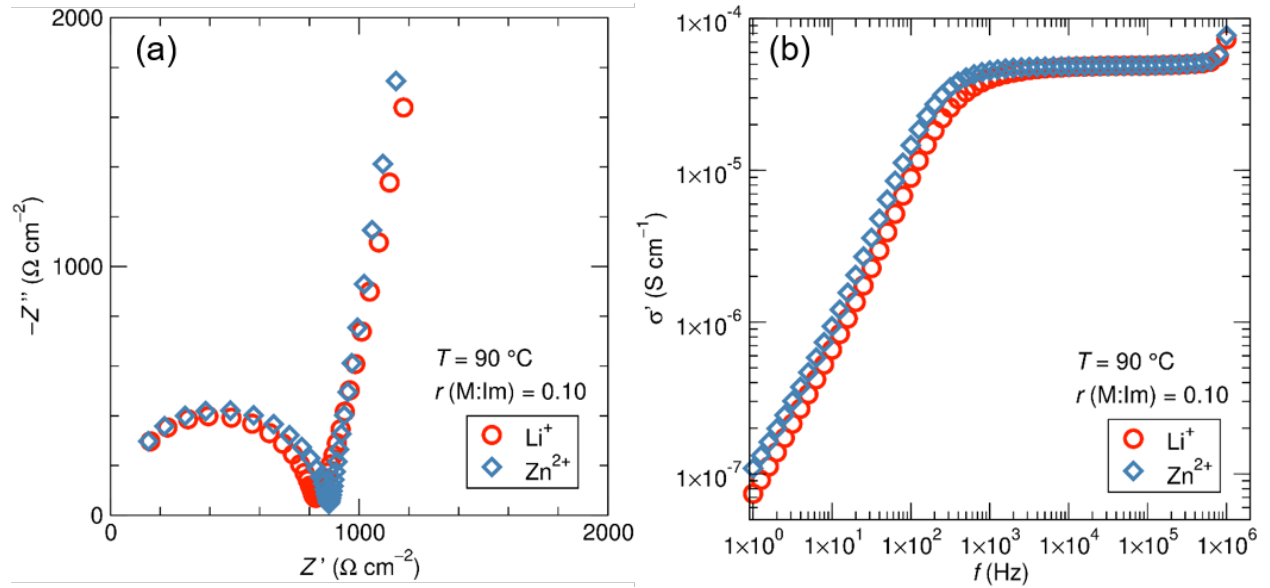 (a)
2000
1000
0
−Z'' (Ω cm⁻²)
T = 90 °C
r (M:Im) = 0.10
Li⁺
Zn²⁺
0 1000 2000
Z' (Ω cm⁻²)
(b)
1×10⁻⁴
1×10⁻⁵
1×10⁻⁶
1×10⁻⁷
σ' (S cm⁻¹)
T = 90 °C
r (M:Im) = 0.10
Li⁺
Zn²⁺
1×10⁰ 1×10¹ 1×10² 1×10³ 1×10⁴ 1×10⁵ 1×10⁶
f (Hz)